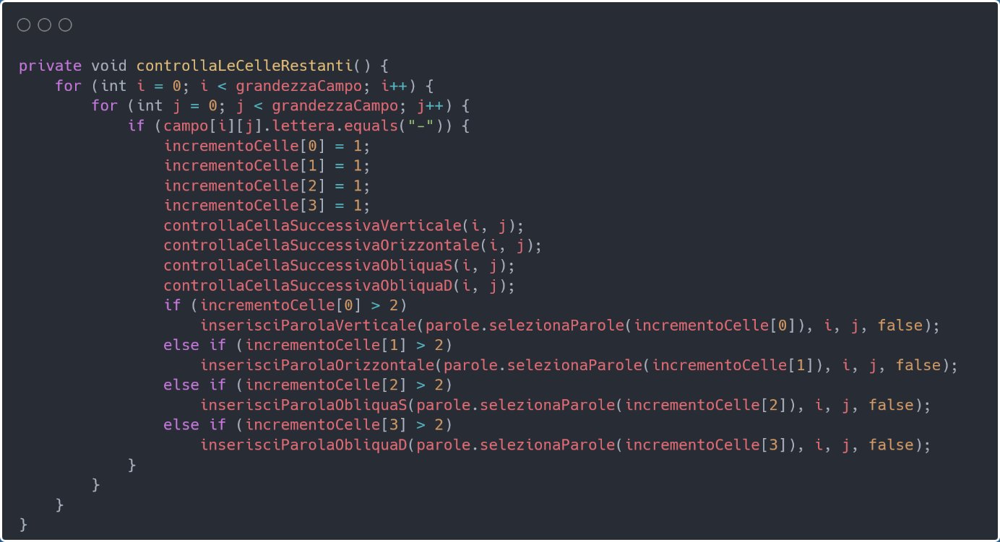 private void controllaLeCelleRestanti() {
    for (int i = 0; i < grandezzaCampo; i++) {
        for (int j = 0; j < grandezzaCampo; j++) {
            if (campo[i][j].lettera.equals("-")) {
                incrementoCelle[0] = 1;
                incrementoCelle[1] = 1;
                incrementoCelle[2] = 1;
                incrementoCelle[3] = 1;
                controllaCellaSuccessivaVerticale(i, j);
                controllaCellaSuccessivaOrizzontale(i, j);
                controllaCellaSuccessivaObliquaS(i, j);
                controllaCellaSuccessivaObliquaD(i, j);
                if (incrementoCelle[0] > 2)
                    inserisciParolaVerticale(parole.selezionaParole(incrementoCelle[0]), i, j, false);
                else if (incrementoCelle[1] > 2)
                    inserisciParolaOrizzontale(parole.selezionaParole(incrementoCelle[1]), i, j, false);
                else if (incrementoCelle[2] > 2)
                    inserisciParolaObliquaS(parole.selezionaParole(incrementoCelle[2]), i, j, false);
                else if (incrementoCelle[3] > 2)
                    inserisciParolaObliquaD(parole.selezionaParole(incrementoCelle[3]), i, j, false);
            }
        }
    }
}